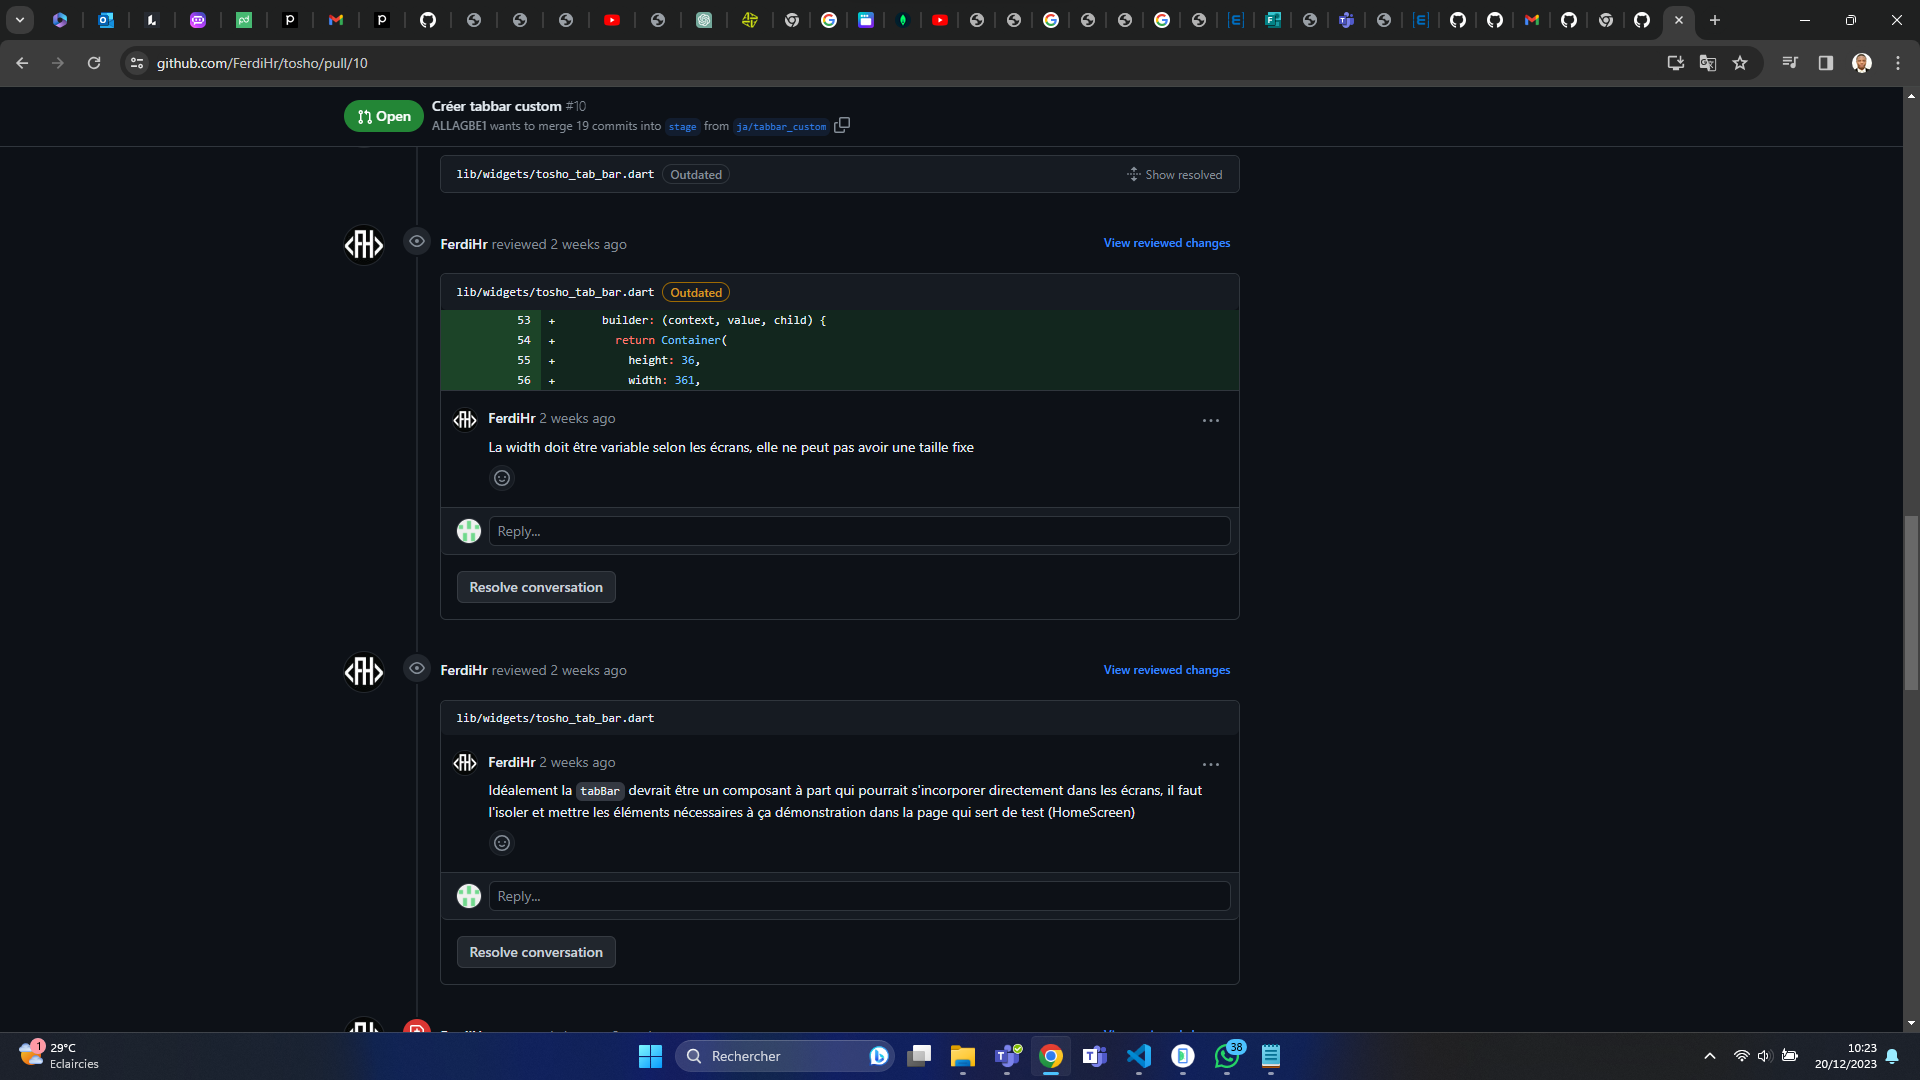 github.com/FerdiHr/tosho/pull/10
Open
Créer tabbar custom #10
ALLAGBE1 wants to merge 19 commits into stage from ja/tabbar_custom
lib/widgets/tosho_tab_bar.dart Outdated
Show resolved
FerdiHr reviewed 2 weeks ago
View reviewed changes
lib/widgets/tosho_tab_bar.dart Outdated
53 + builder: (context, value, child) {
54 + return Container(
55 + height: 36,
56 + width: 361,
FerdiHr 2 weeks ago
La width doit être variable selon les écrans, elle ne peut pas avoir une taille fixe
Reply...
Resolve conversation
FerdiHr reviewed 2 weeks ago
View reviewed changes
lib/widgets/tosho_tab_bar.dart
FerdiHr 2 weeks ago
Idéalement la tabBar devrait être un composant à part qui pourrait s'incorporer directement dans les écrans, il faut
l'isoler et mettre les éléments nécessaires à ça démonstration dans la page qui sert de test (HomeScreen)
Reply...
Resolve conversation
1
29°C
Eclaircies
Rechercher
38
10:23
20/12/2023